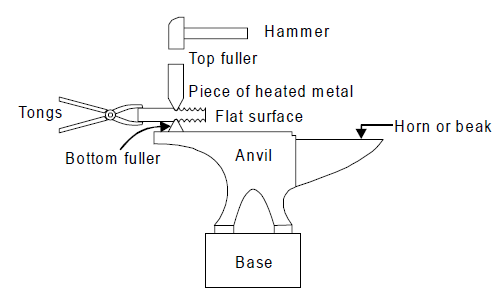 Hammer
Top fuller
Piece of heated metal
Tongs
Flat surface
Horn or beak
Bottom fuller
Anvil
Base